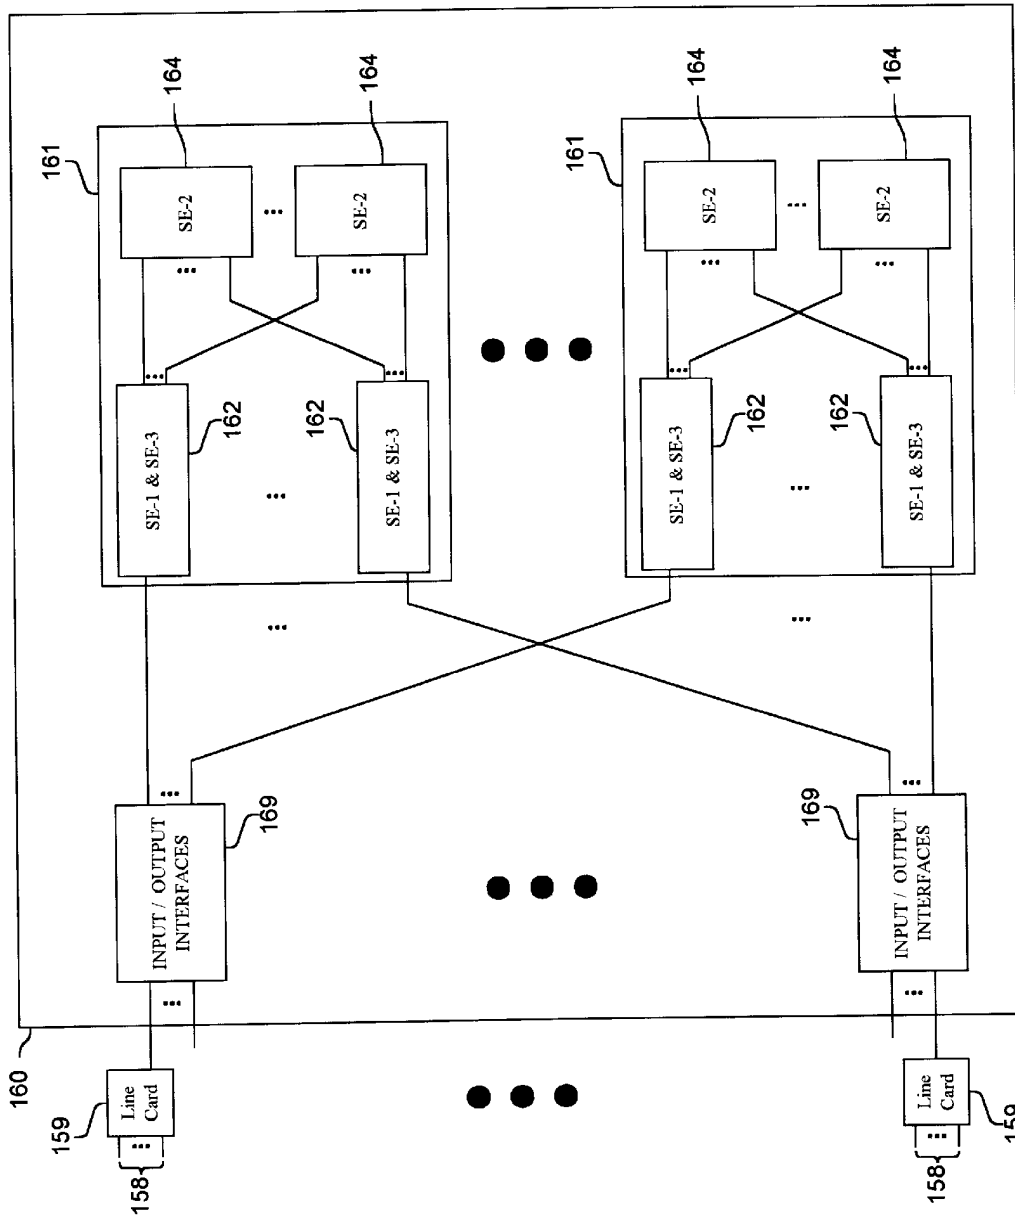 160
159
Line
Card
158
INPUT / OUTPUT
INTERFACES
169
161
SE-1 & SE-3
162
SE-2
164
162
SE-1 & SE-3
SE-2
164
161
SE-1 & SE-3
162
SE-2
164
162
SE-1 & SE-3
SE-2
164
169
INPUT / OUTPUT
INTERFACES
Line
Card
159
158